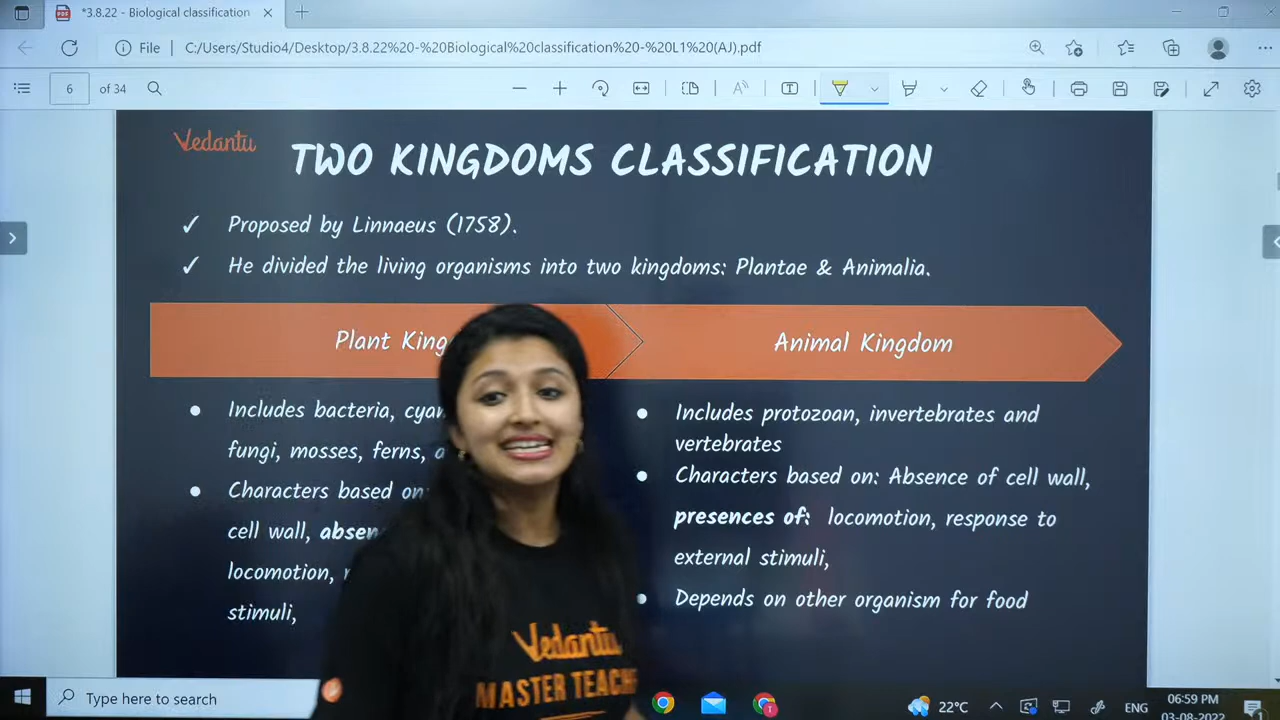 *3.8.22 - Biological classification
File
C:/Users/Studio4/Desktop/3.8.22%20-%20Biological%20classification%20-%20L1%20(AJ).pdf
6 of 34
Vedantu
TWO KINGDOMS CLASSIFICATION
✓ Proposed by Linnaeus (1758).
✓ He divided the living organisms into two kingdoms: Plantae & Animalia.
Plant King
Animal Kingdom
• Includes bacteria, cyan
fungi, mosses, ferns, a
• Characters based on:
cell wall, absen
locomotion,
stimuli,
• Includes protozoan, invertebrates and
vertebrates
• Characters based on: Absence of cell wall,
presences of: locomotion, response to
external stimuli,
• Depends on other organism for food
Vedantu
MASTER TEACHE
Type here to search
22°C
ENG
06:59 PM
03-08-2022